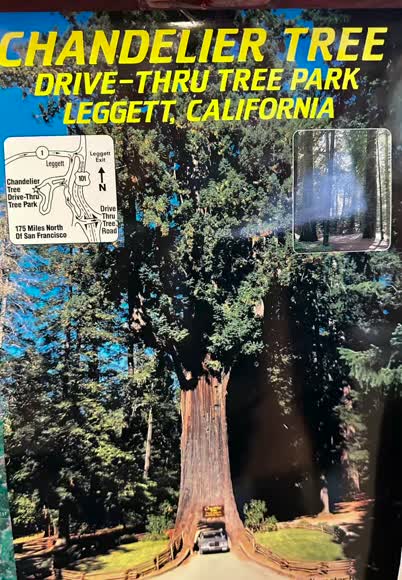 CHANDELIER TREE
DRIVE-THRU TREE PARK
LEGGETT, CALIFORNIA
1
Leggett
Leggett
Exit
101
N
Chandelier
Tree
Drive-Thru
Tree Park
Drive
Thru
Tree
Road
175 Miles North
Of San Francisco